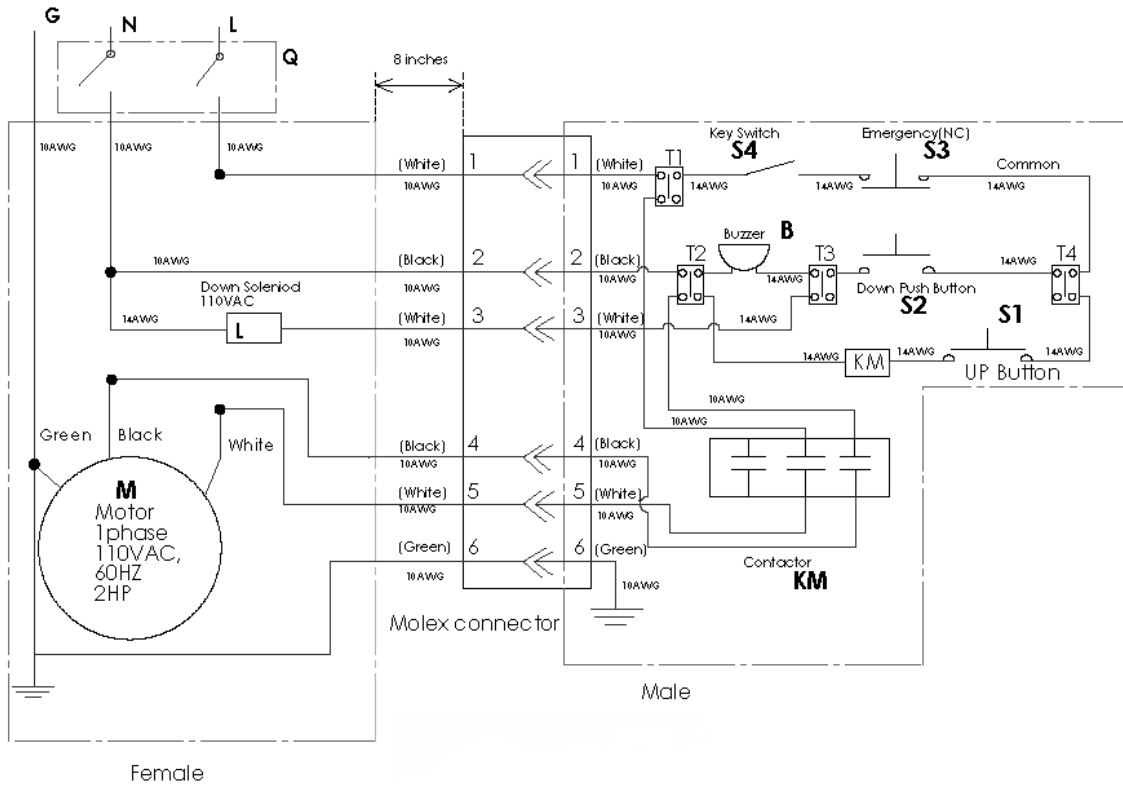 G
N
L
Q
8 inches
10AWG
10AWG
10AWG
Key Switch
S4
Emergency(NC)
S3
Common
(White)
10AWG
1
1
(White)
10AWG
T1
14AWG
14AWG
14AWG
10AWG
(Black)
10AWG
2
2
(Black)
10AWG
T2
Buzzer
B
14AWG
T3
14AWG
T4
Down Push Button
S2
Down Soleniod
110VAC
14AWG
L
(White)
10AWG
3
3
(White)
10AWG
14AWG
S1
14AWG
KM
14AWG
14AWG
UP Button
10AWG
10AWG
Green
Black
White
(Black)
10AWG
4
4
(Black)
10AWG
(White)
10AWG
5
5
(White)
10AWG
(Green)
10AWG
6
6
(Green)
10AWG
M
Motor
1phase
110VAC,
60HZ
2HP
Contactor
KM
Molex connector
Male
Female